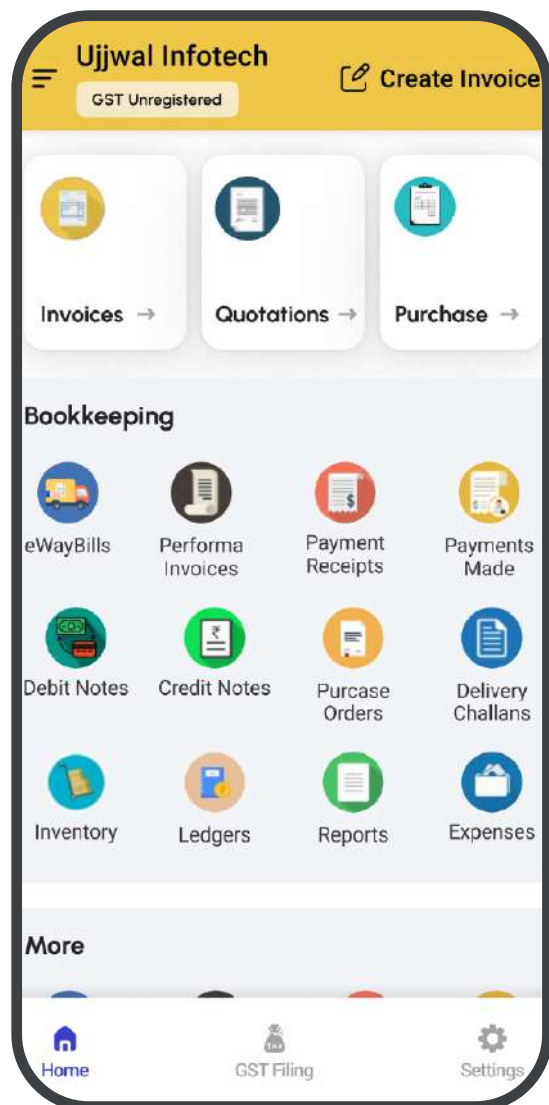 Ujjwal Infotech
GST Unregistered
Create Invoice
Invoices →
Quotations →
Purchase →
Bookkeeping
eWayBills
Performa
Invoices
Payment
Receipts
Payments
Made
Debit Notes
Credit Notes
Purcase
Orders
Delivery
Challans
Inventory
Ledgers
Reports
Expenses
More
Home
TAX
GST Filing
Settings